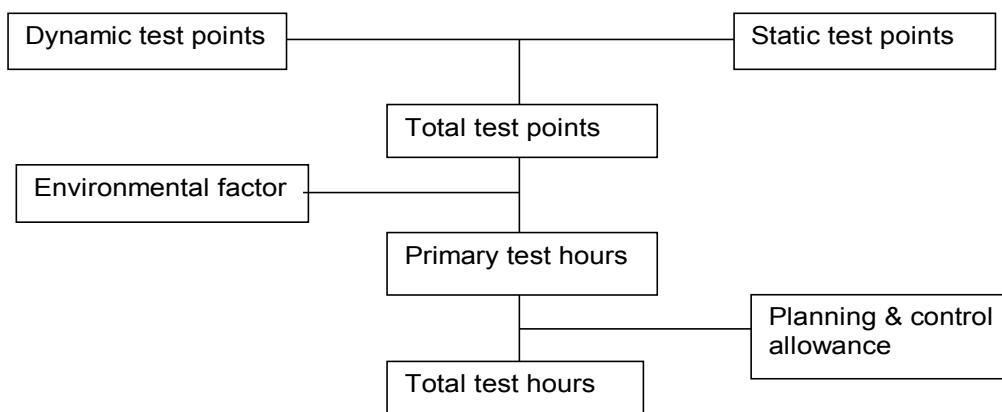 Dynamic test points
Static test points
Total test points
Environmental factor
Primary test hours
Planning & control
allowance
Total test hours